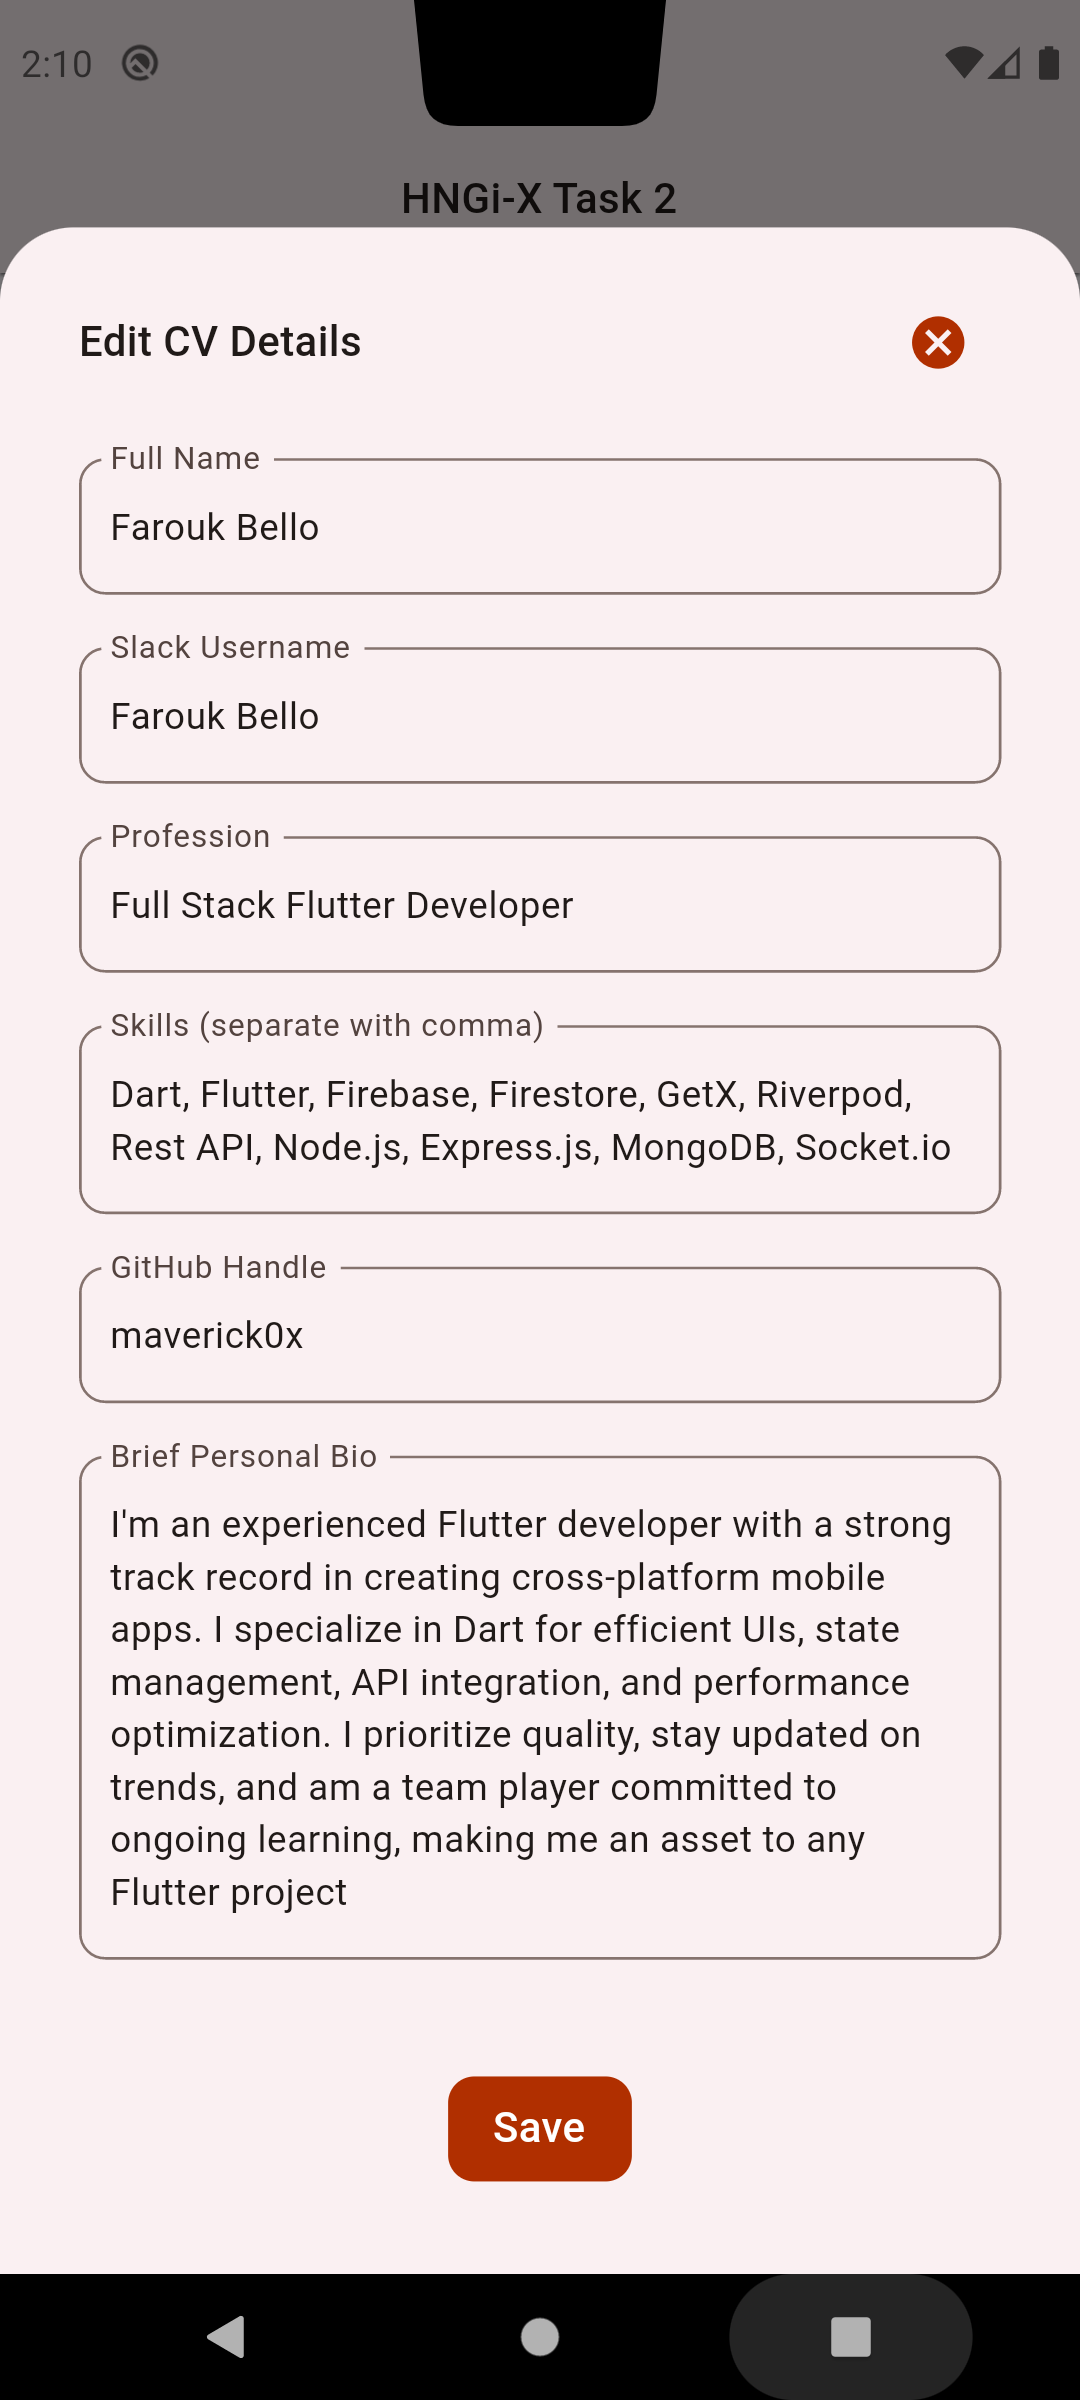 2:10
HNGi-X Task 2
Edit CV Details
Full Name
Farouk Bello
Slack Username
Farouk Bello
Profession
Full Stack Flutter Developer
Skills (separate with comma)
Dart, Flutter, Firebase, Firestore, GetX, Riverpod,
Rest API, Node.js, Express.js, MongoDB, Socket.io
GitHub Handle
maverick0x
Brief Personal Bio
I'm an experienced Flutter developer with a strong
track record in creating cross-platform mobile
apps. I specialize in Dart for efficient UIs, state
management, API integration, and performance
optimization. I prioritize quality, stay updated on
trends, and am a team player committed to
ongoing learning, making me an asset to any
Flutter project
Save